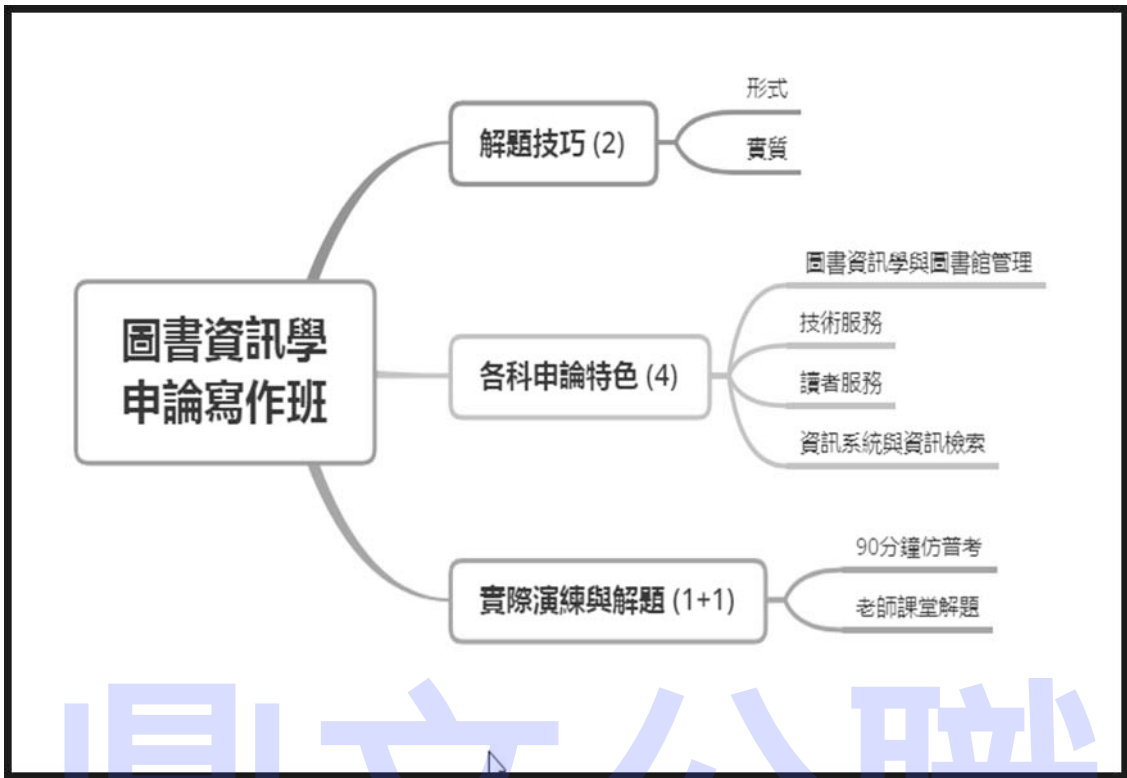 圖書資訊學
申論寫作班
解題技巧 (2)
形式
實質
各科申論特色 (4)
圖書資訊學與圖書館管理
技術服務
讀者服務
資訊系統與資訊檢索
實際演練與解題 (1+1)
90分鐘仿普考
老師課堂解題
鼎文公職